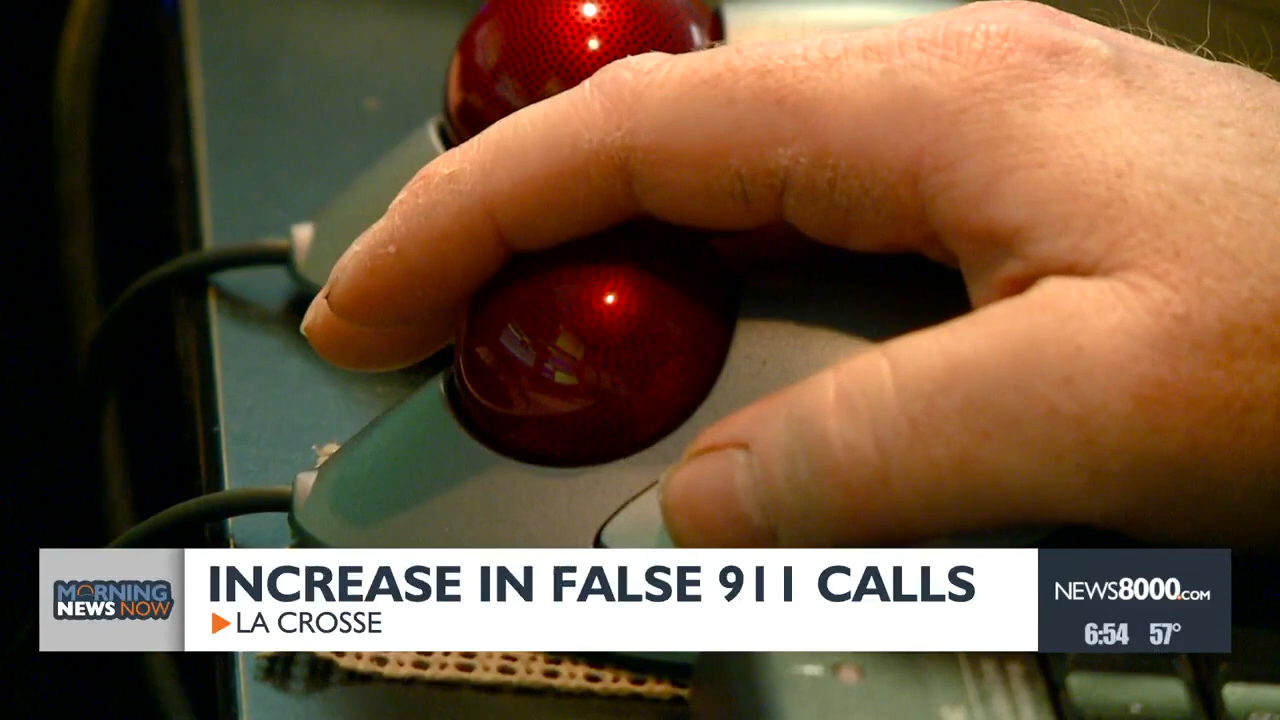 MORNING
NEWS NOW
INCREASE IN FALSE 911 CALLS
LA CROSSE
NEWS8000.COM
6:54 57°